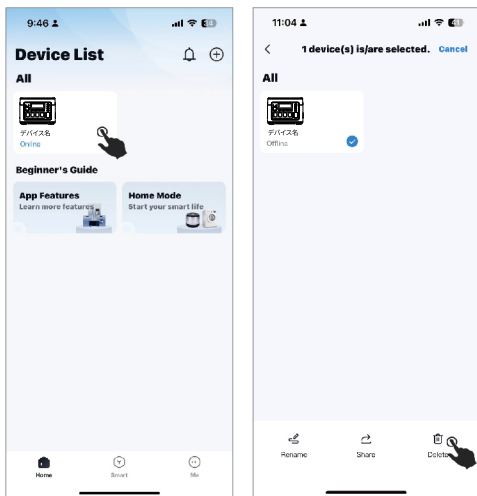 9:46
Device List
All
デバイス名
Online
Beginner's Guide
App Features
Learn more features
Home Mode
Start your smart life
Home
Smart
Me
11:04
1 device(s) is/are selected.
Cancel
All
デバイス名
Offline
Rename
Share
Delete